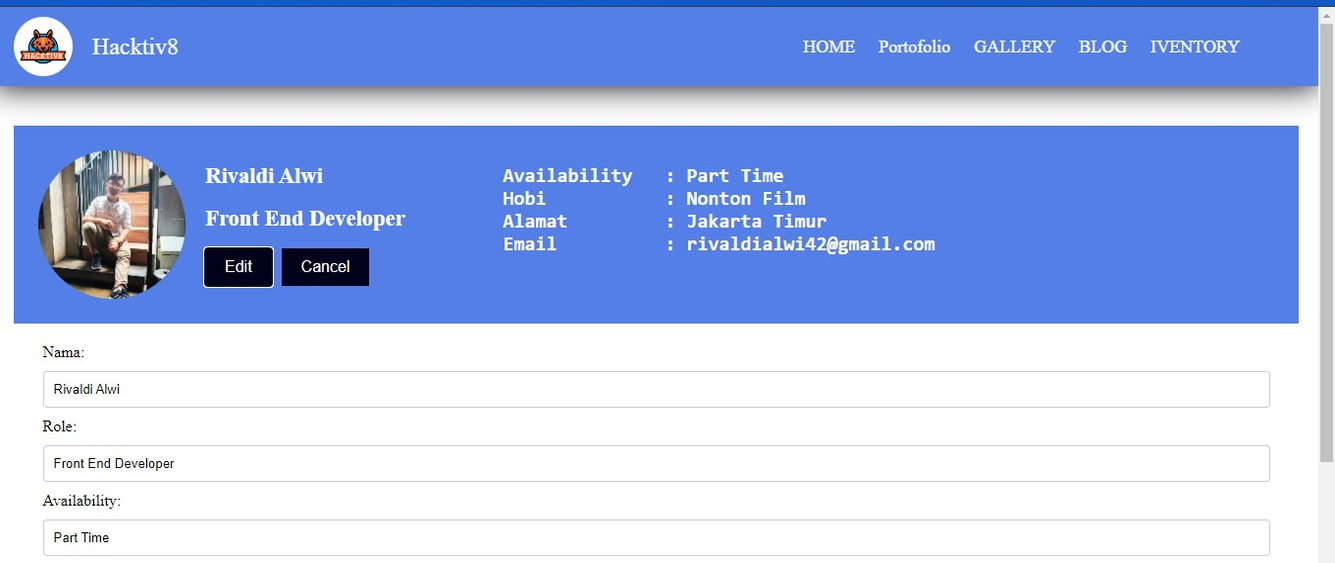 HACKTIV8
Hacktiv8
HOME Portofolio GALLERY BLOG IVENTORY
Rivaldi Alwi
Front End Developer
Edit Cancel
Availability : Part Time
Hobi : Nonton Film
Alamat : Jakarta Timur
Email : rivaldialwi42@gmail.com
Nama:
Rivaldi Alwi
Role:
Front End Developer
Availability:
Part Time